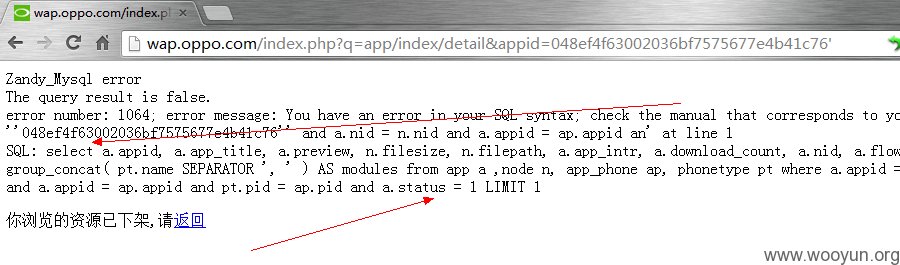 wap.oppo.com/index.pl
wap.oppo.com/index.php?q=app/index/detail&appid=048ef4f63002036bf7575677e4b41c76'
Zandy_Mysql error
The query result is false.
error number: 1064; error message: You have an error in your SQL syntax; check the manual that corresponds to yo
''048ef4f63002036bf7575677e4b41c76'' and a.nid = n.nid and a.appid = ap.appid an' at line 1
SQL: select a.appid, a.app_title, a.preview, n.filesize, n.filepath, a.app_intr, a.download_count, a.nid, a.flow
group_concat( pt.name SEPARATOR ', ' ) AS modules from app a ,node n, app_phone ap, phonetype pt where a.appid =
and a.appid = ap.appid and pt.pid = ap.pid and a.status = 1 LIMIT 1
你浏览的资源已下架,请返回
www.wooyun.org